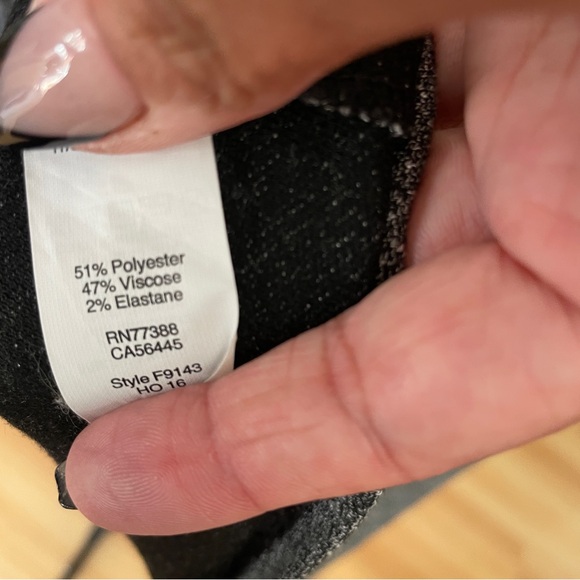 51% Polyester
47% Viscose
2% Elastane
RN77388
CA56445
Style F9143
HO 16